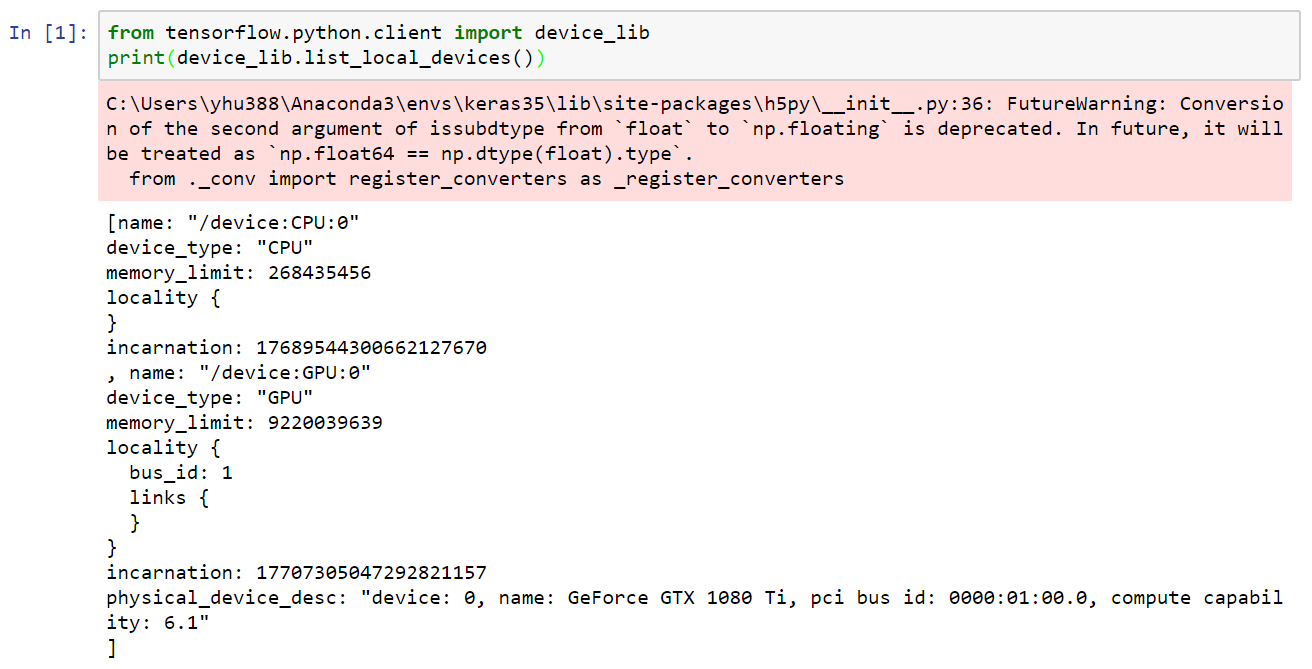 In [1]: from tensorflow.python.client import device_lib
print(device_lib.list_local_devices())
C:\Users\yhu388\Anaconda3\envs\keras35\lib\site-packages\h5py\__init__.py:36: FutureWarning: Conversio
n of the second argument of issubdtype from `float` to `np.floating` is deprecated. In future, it will
be treated as `np.float64 == np.dtype(float).type`.
  from ._conv import register_converters as _register_converters
[name: "/device:CPU:0"
device_type: "CPU"
memory_limit: 268435456
locality {
}
incarnation: 17689544300662127670
, name: "/device:GPU:0"
device_type: "GPU"
memory_limit: 9220039639
locality {
  bus_id: 1
  links {
  }
}
incarnation: 17707305047292821157
physical_device_desc: "device: 0, name: GeForce GTX 1080 Ti, pci bus id: 0000:01:00.0, compute capabil
ity: 6.1"
]